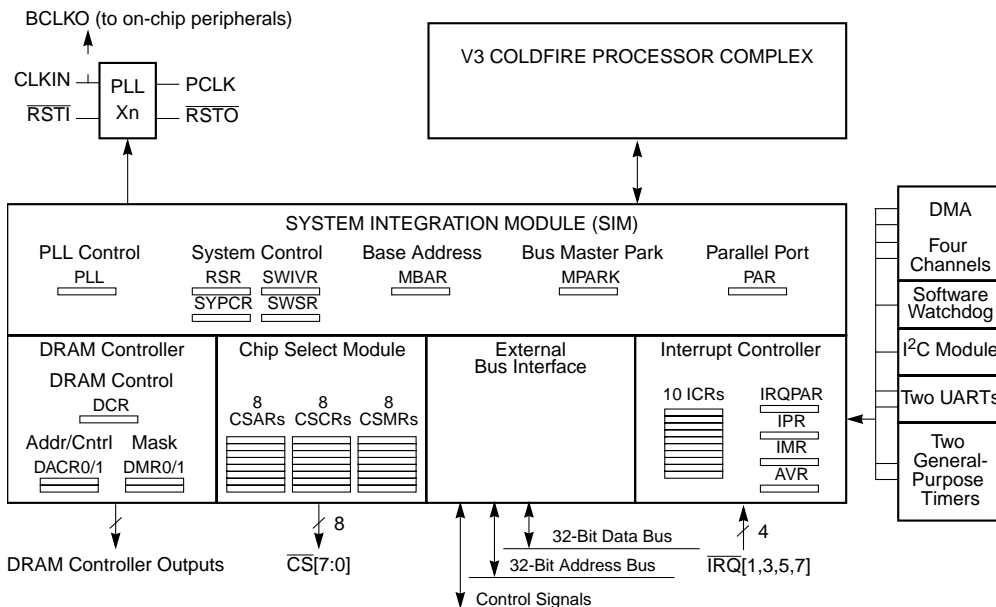 BCLKO (to on-chip peripherals)
CLKIN
PLL
PCLK
RSTI
Xn
RSTO
V3 COLDFIRE PROCESSOR COMPLEX
SYSTEM INTEGRATION MODULE (SIM)
PLL Control
PLL
System Control
RSR
SWIVR
SYPCR
SWSR
Base Address
MBAR
Bus Master Park
MPARK
Parallel Port
PAR
DRAM Controller
DRAM Control
DCR
Addr/Cntrl
Mask
DACR0/1
DMR0/1
Chip Select Module
8
CSARs
8
CSCRs
8
CSMRs
External
Bus Interface
Interrupt Controller
10 ICRs
IRQPAR
IPR
IMR
AVR
DMA
Four
Channels
Software
Watchdog
I²C Module
Two UARTs
Two
General-
Purpose
Timers
DRAM Controller Outputs
8
CS[7:0]
32-Bit Data Bus
32-Bit Address Bus
Control Signals
4
IRQ[1,3,5,7]